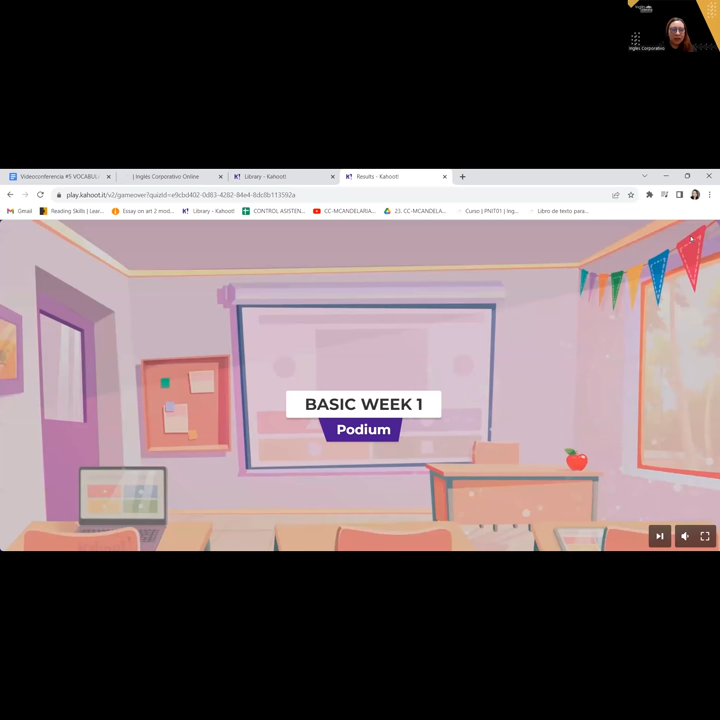 Inglés
Inglés Corporativo
Videoconferencia #5 VOCABUL
| Inglés Corporativo Online
Library - Kahoot!
Results - Kahoot!
play.kahoot.it/v2/gameover?quizId=e9cbd402-0d83-4282-84e4-8dc8b113592a
Gmail
Reading Skills | Lear...
Essay on art 2 mod...
Library - Kahoot!
CONTROL ASISTEN...
CC-MCANDELARIA...
23. CC-MCANDELA...
Curso | PNIT01 | Ing...
Libro de texto para...
BASIC WEEK 1
Podium